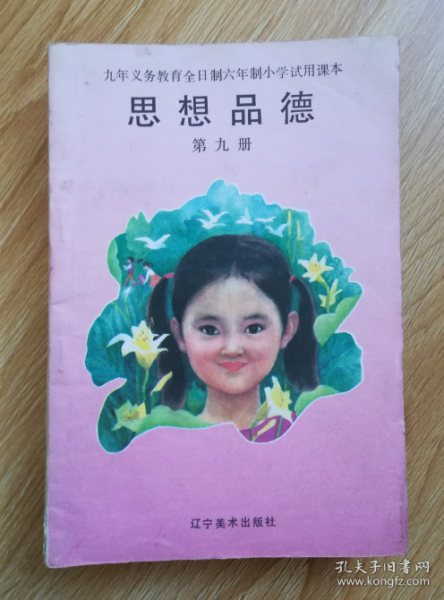 九年义务教育全日制六年制小学试用课本
思想品德
第九册
辽宁美术出版社
孔夫子旧书网
www.kongfz.com